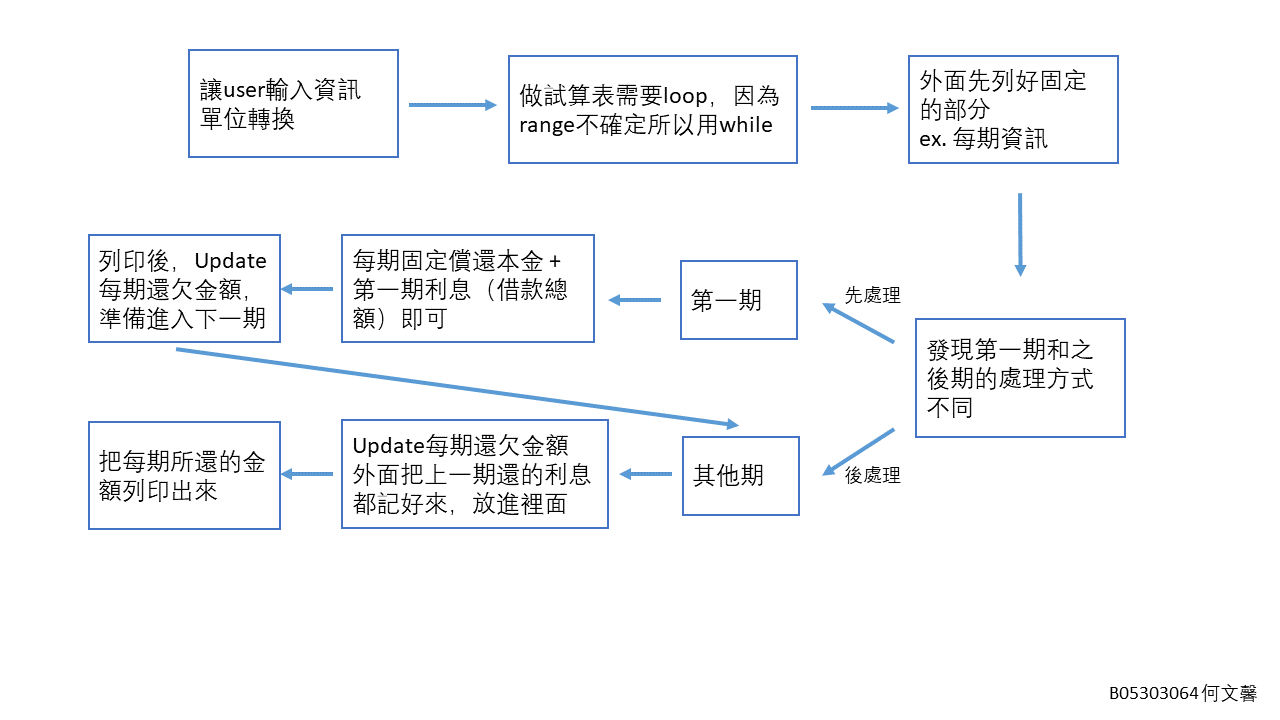 讓user輸入資訊
單位轉換
做試算表需要loop，因為
range不確定所以用while
外面先列好固定
的部分
ex. 每期資訊
發現第一期和之
後期的處理方式
不同
先處理
第一期
每期固定償還本金 +
第一期利息（借款總
額）即可
列印後，Update
每期還欠金額，
準備進入下一期
後處理
其他期
Update每期還欠金額
外面把上一期還的利息
都記好來，放進裡面
把每期所還的金
額列印出來
B05303064何文馨